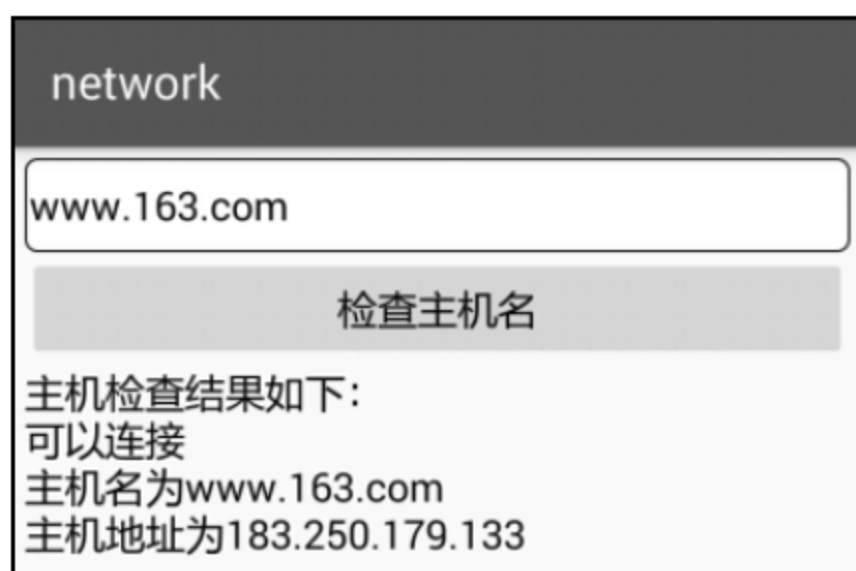 network
www.163.com
检查主机名
主机检查结果如下：
可以连接
主机名为www.163.com
主机地址为183.250.179.133